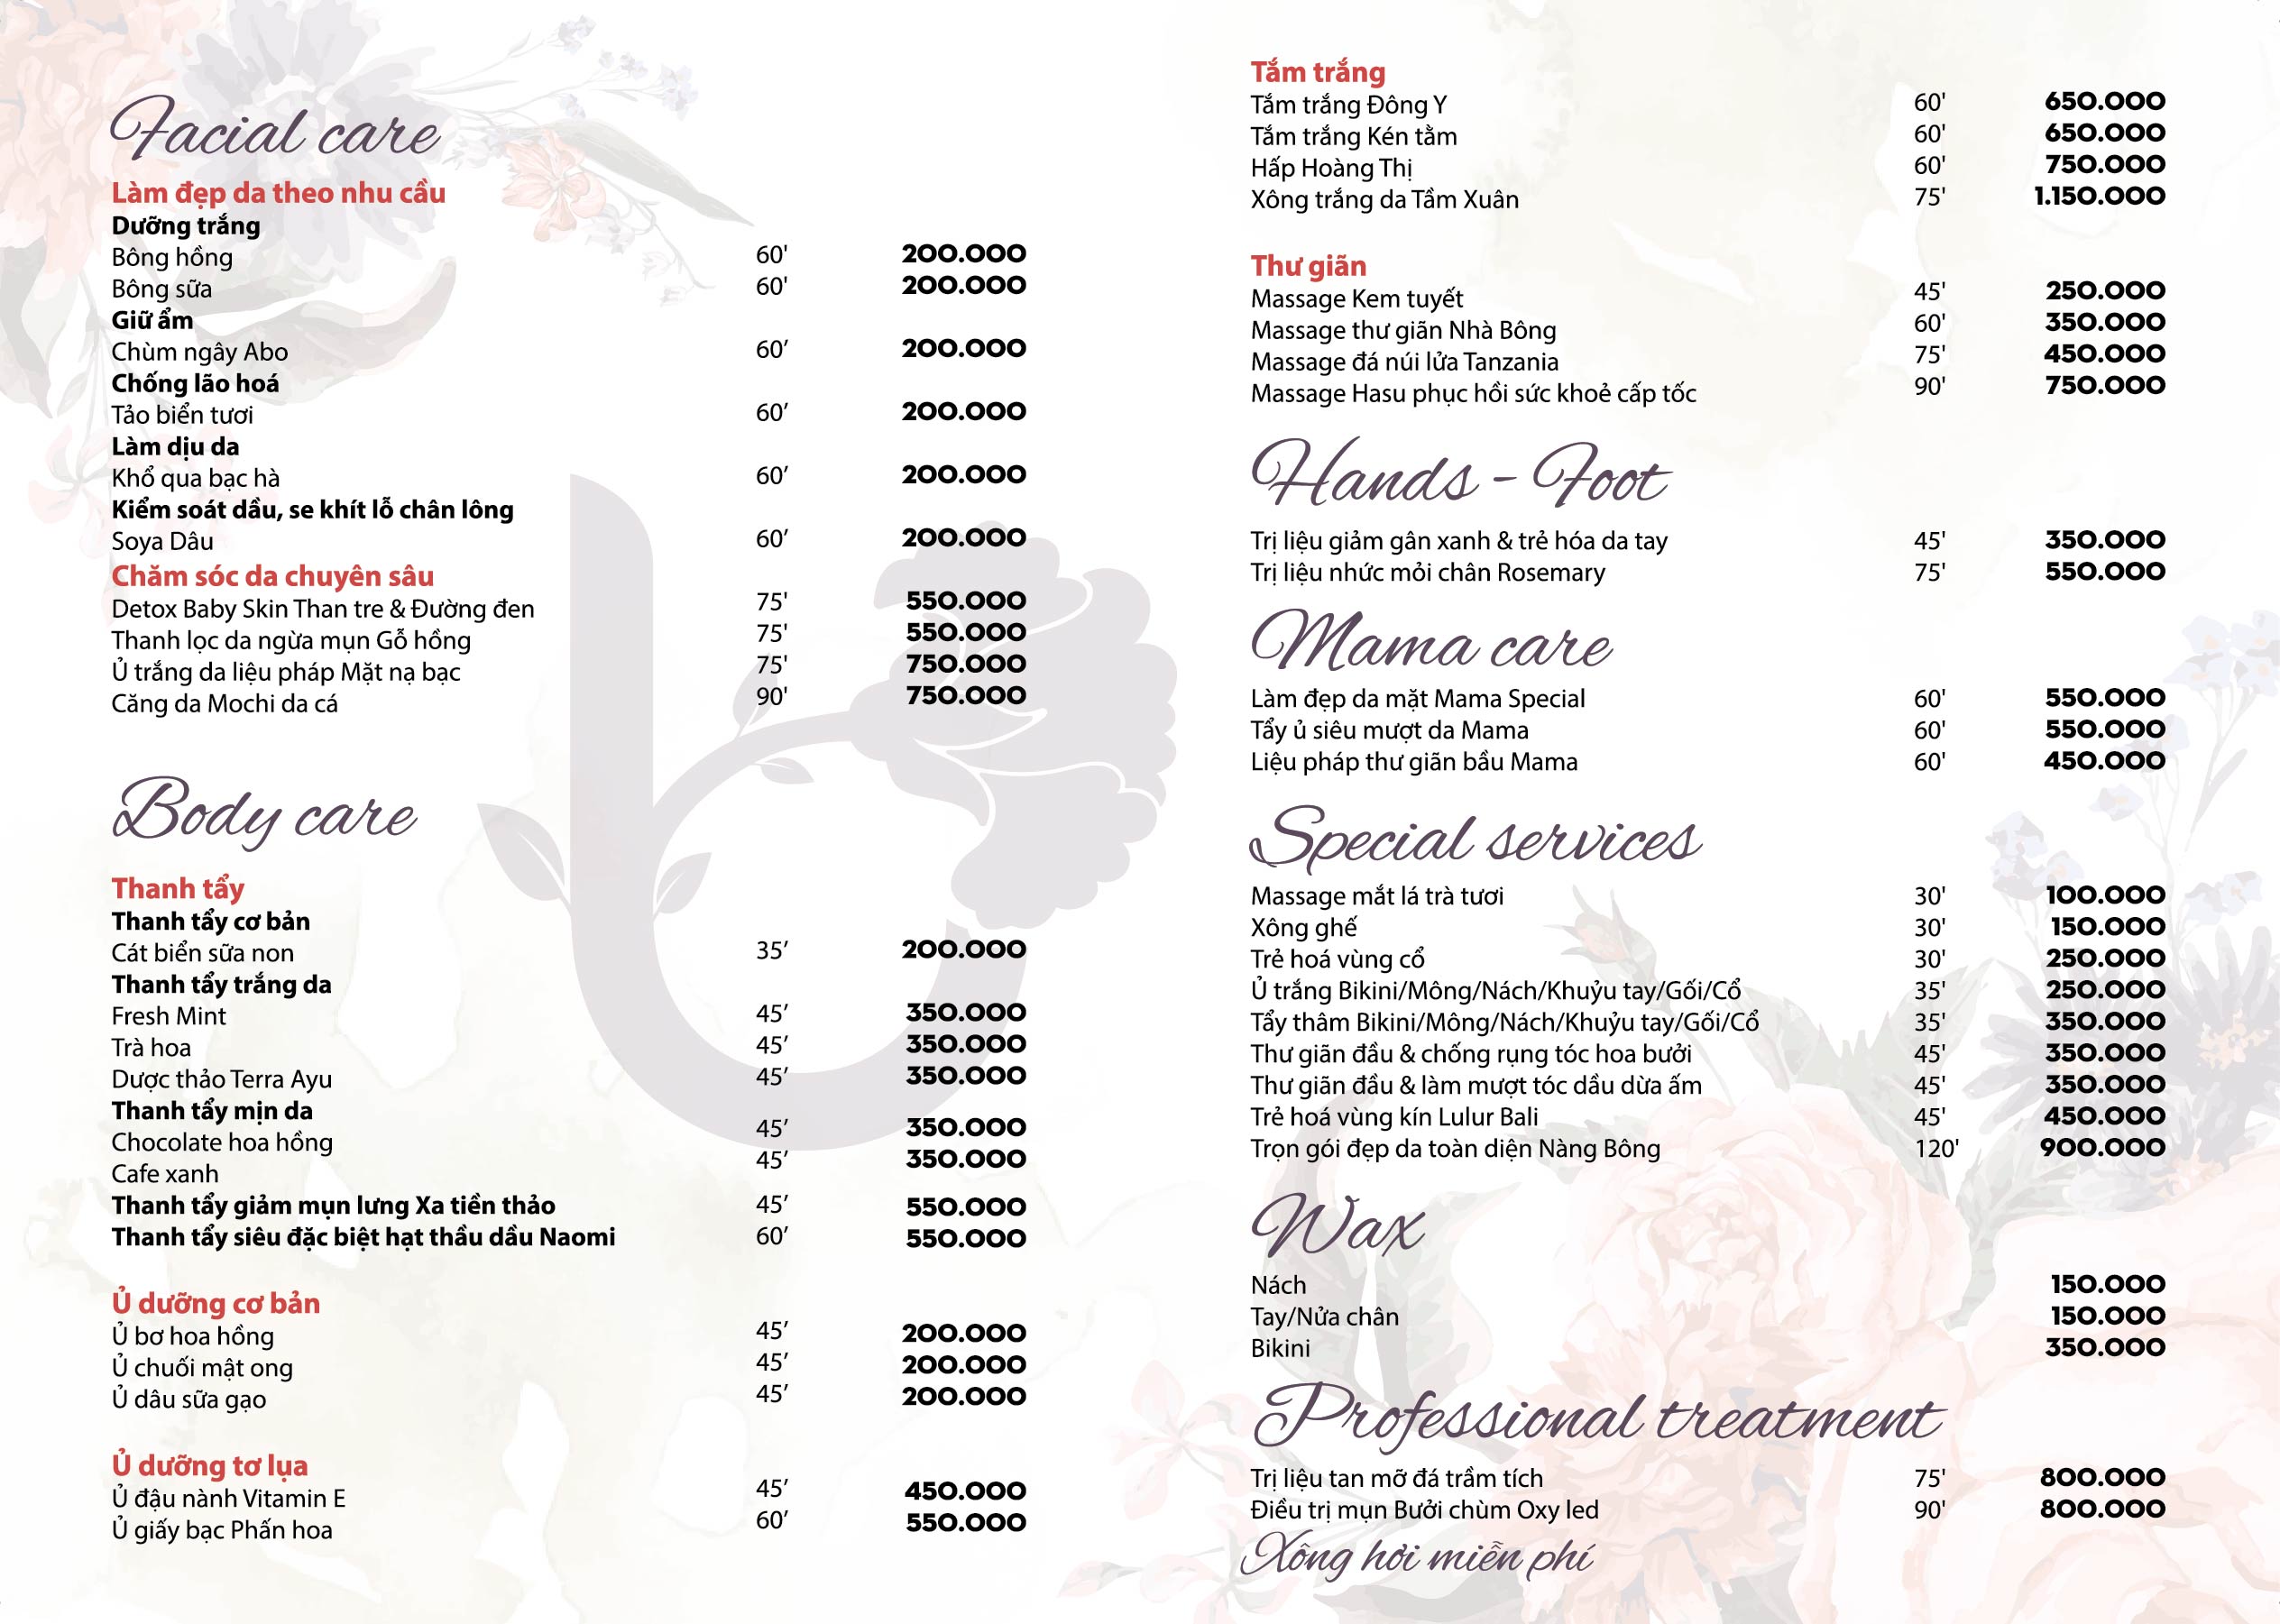 Facial care
Làm đẹp da theo nhu cầu
Dưỡng trắng
Bông hồng 60' 200.000
Bông sữa 60' 200.000
Giữ ẩm
Chùm ngây Abo 60’ 200.000
Chống lão hoá
Tảo biển tươi 60’ 200.000
Làm dịu da
Khổ qua bạc hà 60’ 200.000
Kiểm soát dầu, se khít lỗ chân lông
Soya Dâu 60’ 200.000
Chăm sóc da chuyên sâu
Detox Baby Skin Than tre & Đường đen 75' 550.000
Thanh lọc da ngừa mụn Gỗ hồng 75' 550.000
Ủ trắng da liệu pháp Mặt nạ bạc 75' 750.000
Căng da Mochi da cá 90' 750.000
Body care
Thanh tẩy
Thanh tẩy cơ bản
Cát biển sữa non 35’ 200.000
Thanh tẩy trắng da
Fresh Mint 45’ 350.000
Trà hoa 45’ 350.000
Dược thảo Terra Ayu 45’ 350.000
Thanh tẩy mịn da
Chocolate hoa hồng 45’ 350.000
Cafe xanh 45’ 350.000
Thanh tẩy giảm mụn lưng Xa tiền thảo 45’ 550.000
Thanh tẩy siêu đặc biệt hạt thầu dầu Naomi 60’ 550.000
Ủ dưỡng cơ bản
Ủ bơ hoa hồng 45’ 200.000
Ủ chuối mật ong 45’ 200.000
Ủ dâu sữa gạo 45’ 200.000
Ủ dưỡng tơ lụa
Ủ đậu nành Vitamin E 45’ 450.000
Ủ giấy bạc Phấn hoa 60’ 550.000
Tắm trắng
Tắm trắng Đông Y 60' 650.000
Tắm trắng Kén tằm 60' 650.000
Hấp Hoàng Thị 60' 750.000
Xông trắng da Tầm Xuân 75' 1.150.000
Thư giãn
Massage Kem tuyết 45' 250.000
Massage thư giãn Nhà Bông 60' 350.000
Massage đá núi lửa Tanzania 75' 450.000
Massage Hasu phục hồi sức khoẻ cấp tốc 90' 750.000
Hands - Foot
Trị liệu giảm gân xanh & trẻ hóa da tay 45' 350.000
Trị liệu nhức mỏi chân Rosemary 75' 550.000
Mama care
Làm đẹp da mặt Mama Special 60' 550.000
Tẩy ủ siêu mượt da Mama 60' 550.000
Liệu pháp thư giãn bầu Mama 60' 450.000
Special services
Massage mắt lá trà tươi 30' 100.000
Xông ghế 30' 150.000
Trẻ hoá vùng cổ 30' 250.000
Ủ trắng Bikini/Mông/Nách/Khuỷu tay/Gối/Cổ 35' 250.000
Tẩy thâm Bikini/Mông/Nách/Khuỷu tay/Gối/Cổ 35' 350.000
Thư giãn đầu & chống rụng tóc hoa bưởi 45' 350.000
Thư giãn đầu & làm mượt tóc dầu dừa ấm 45' 350.000
Trẻ hoá vùng kín Lulur Bali 45' 450.000
Trọn gói đẹp da toàn diện Nàng Bông 120' 900.000
Wax
Nách 150.000
Tay/Nửa chân 150.000
Bikini 350.000
Professional treatment
Trị liệu tan mỡ đá trầm tích 75' 800.000
Điều trị mụn Bưởi chùm Oxy led 90' 800.000
Xông hơi miễn phí